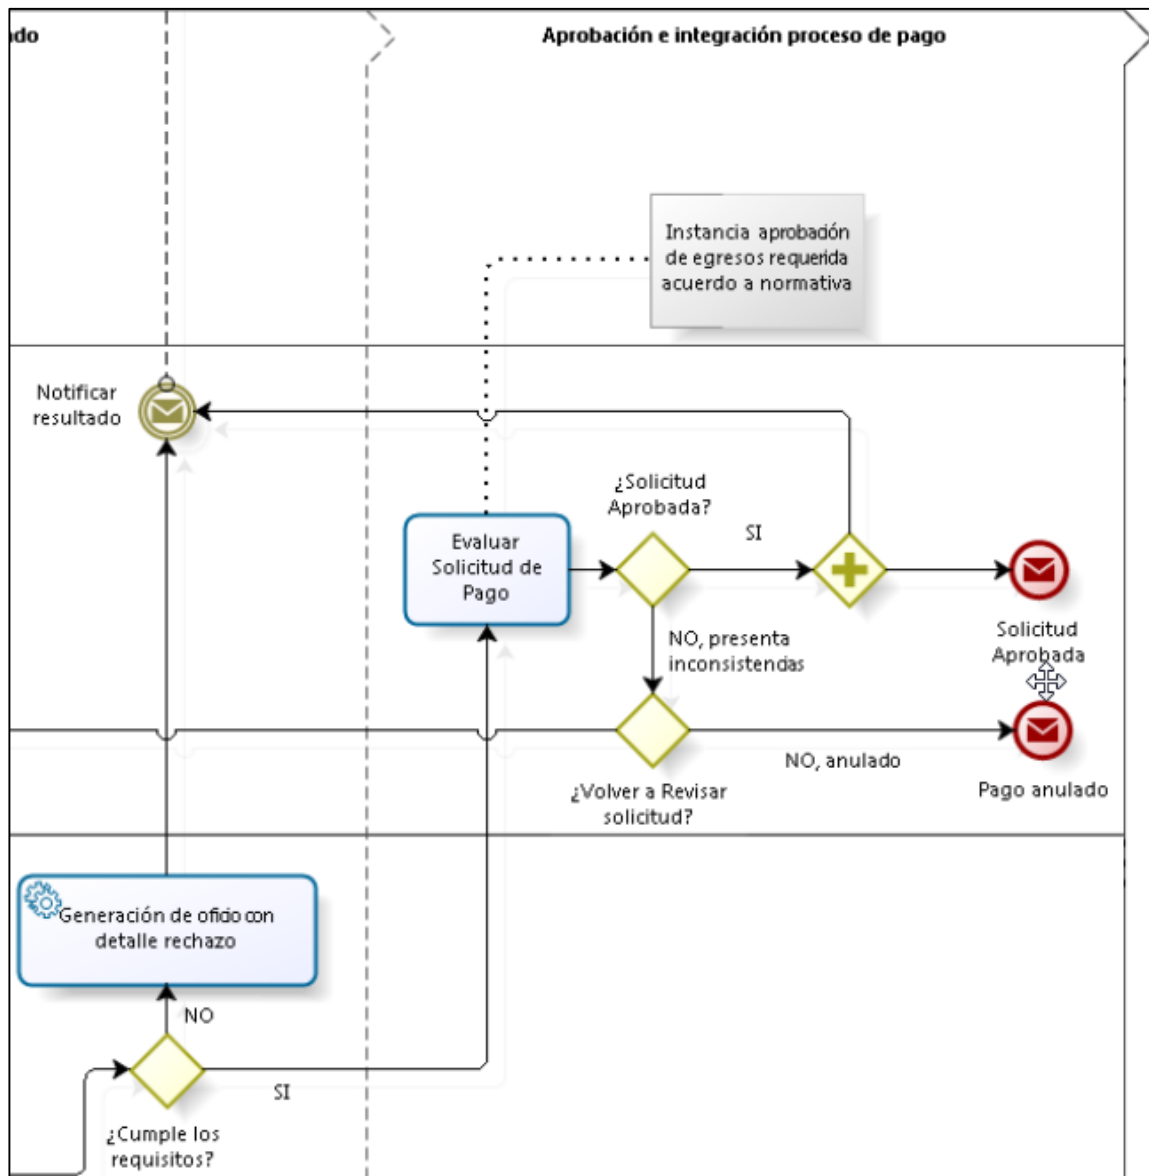 do
Aprobación e integración proceso de pago
Instancia aprobación
de egresos requerida
acuerdo a normativa
Notificar
resultado
¿Solicitud
Aprobada?
SI
Evaluar
Solicitud de
Pago
NO, presenta
inconsistendas
Solicitud
Aprobada
NO, anulado
¿Volver a Revisar
solicitud?
Pago anulado
Generación de oficio con
detalle rechazo
NO
SI
¿Cumple los
requisitos?